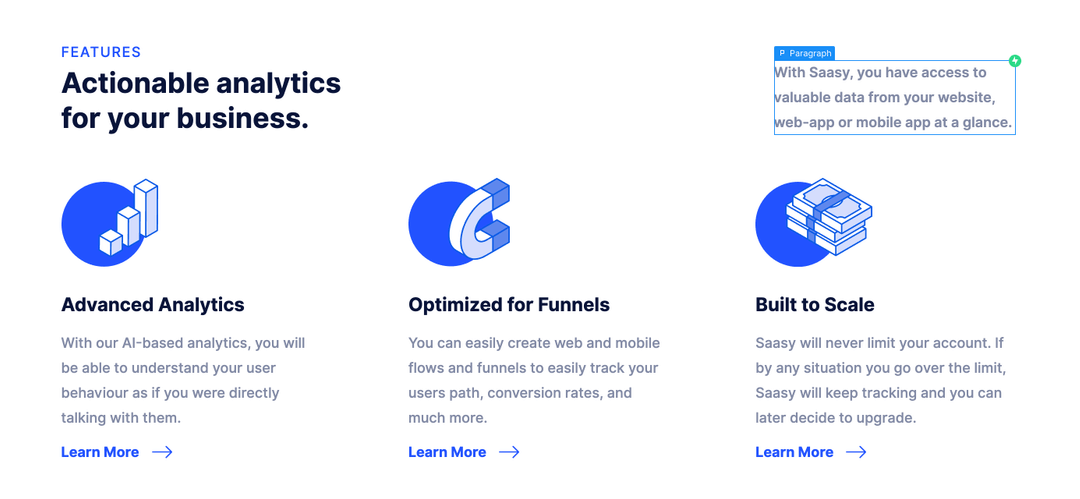 FEATURES
Actionable analytics
for your business.
Paragraph
With Saasy, you have access to
valuable data from your website,
web-app or mobile app at a glance.
Advanced Analytics
With our AI-based analytics, you will
be able to understand your user
behaviour as if you were directly
talking with them.
Learn More
Optimized for Funnels
You can easily create web and mobile
flows and funnels to easily track your
users path, conversion rates, and
much more.
Learn More
Built to Scale
Saasy will never limit your account. If
by any situation you go over the limit,
Saasy will keep tracking and you can
later decide to upgrade.
Learn More